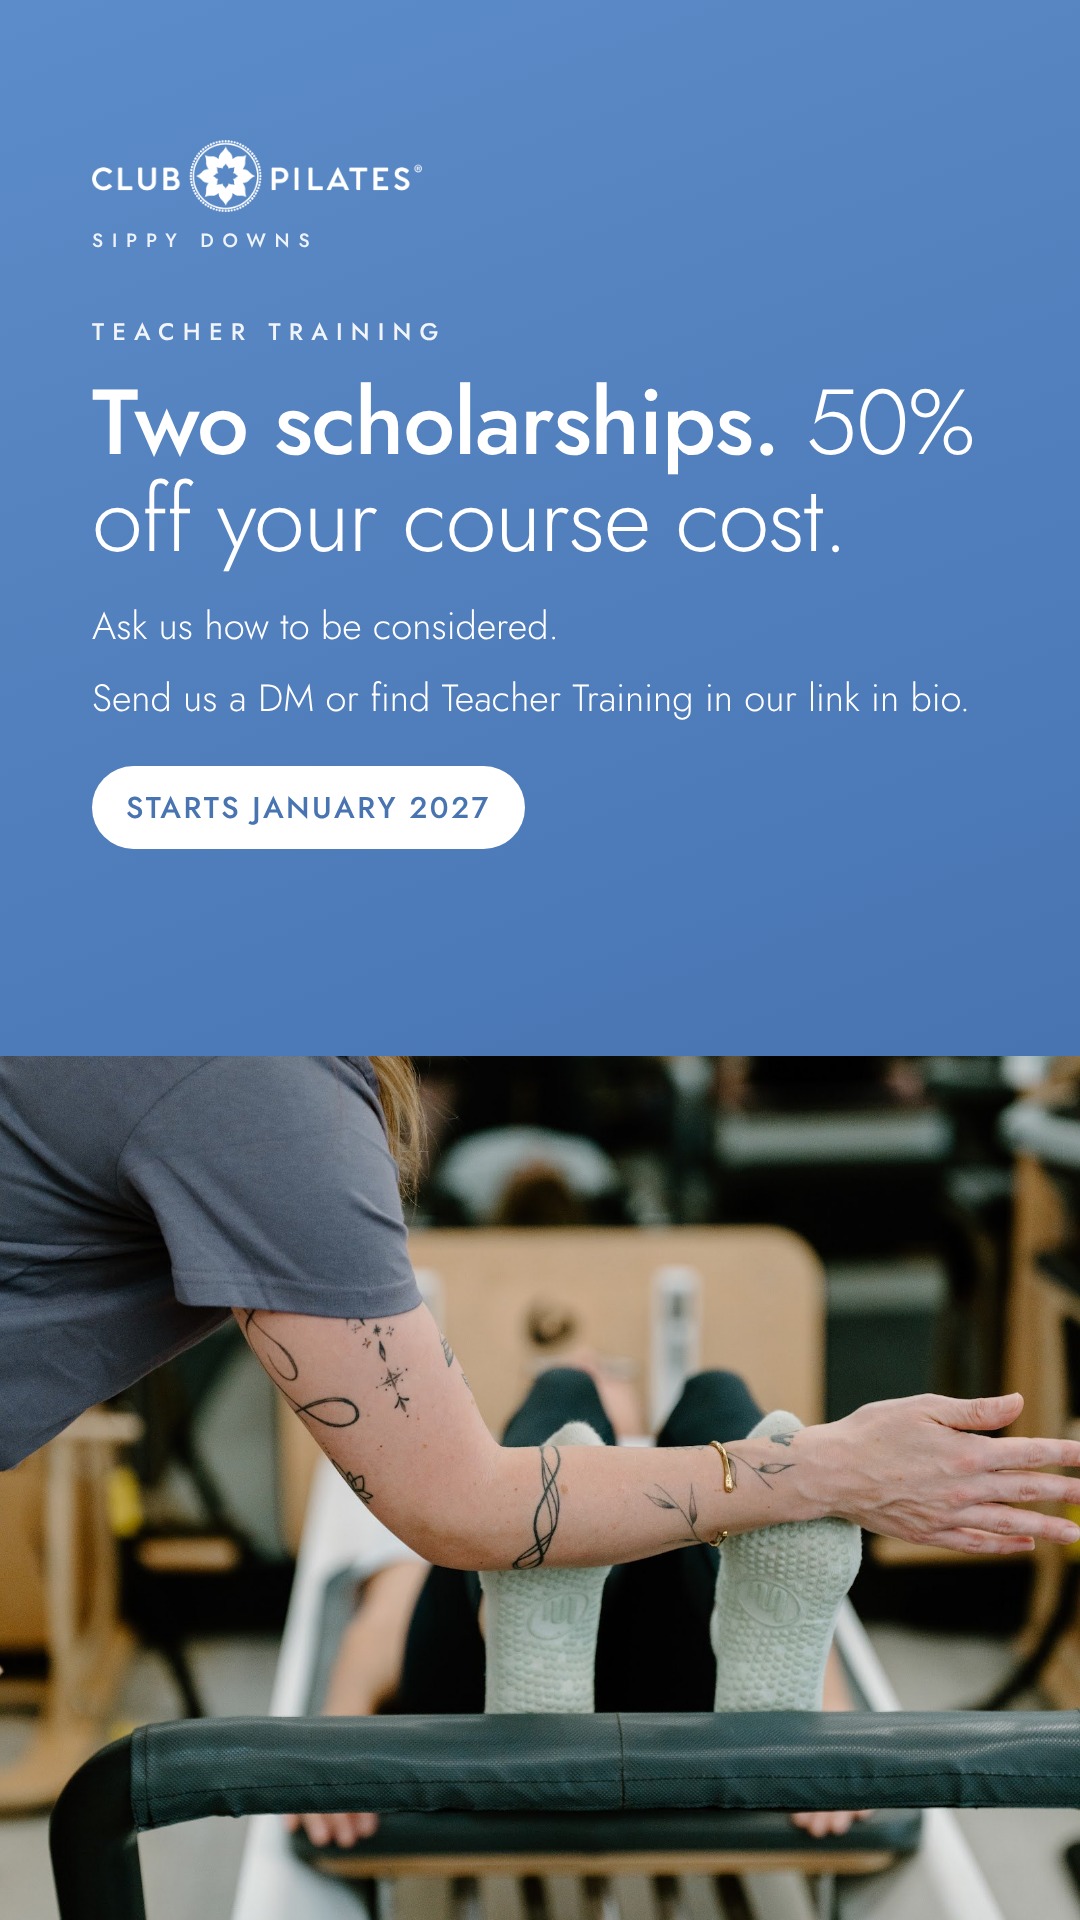 CLUB PILATES®
SIPPY DOWNS
TEACHER TRAINING
Two scholarships. 50%
off your course cost.
Ask us how to be considered.
Send us a DM or find Teacher Training in our link in bio.
STARTS JANUARY 2027